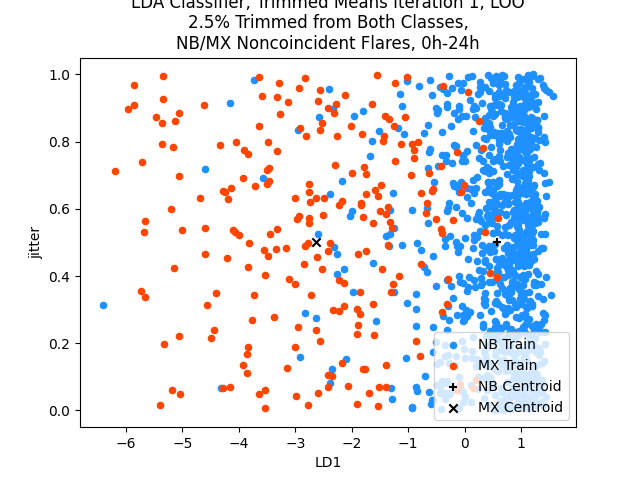 LDA Classifier, Trimmed Means Iteration 1, LOO
2.5% Trimmed from Both Classes,
NB/MX Noncoincident Flares, 0h-24h
1.0
0.8
0.6
0.4
0.2
0.0
jitter
NB Train
MX Train
NB Centroid
MX Centroid
−6 −5 −4 −3 −2 −1 0 1
LD1